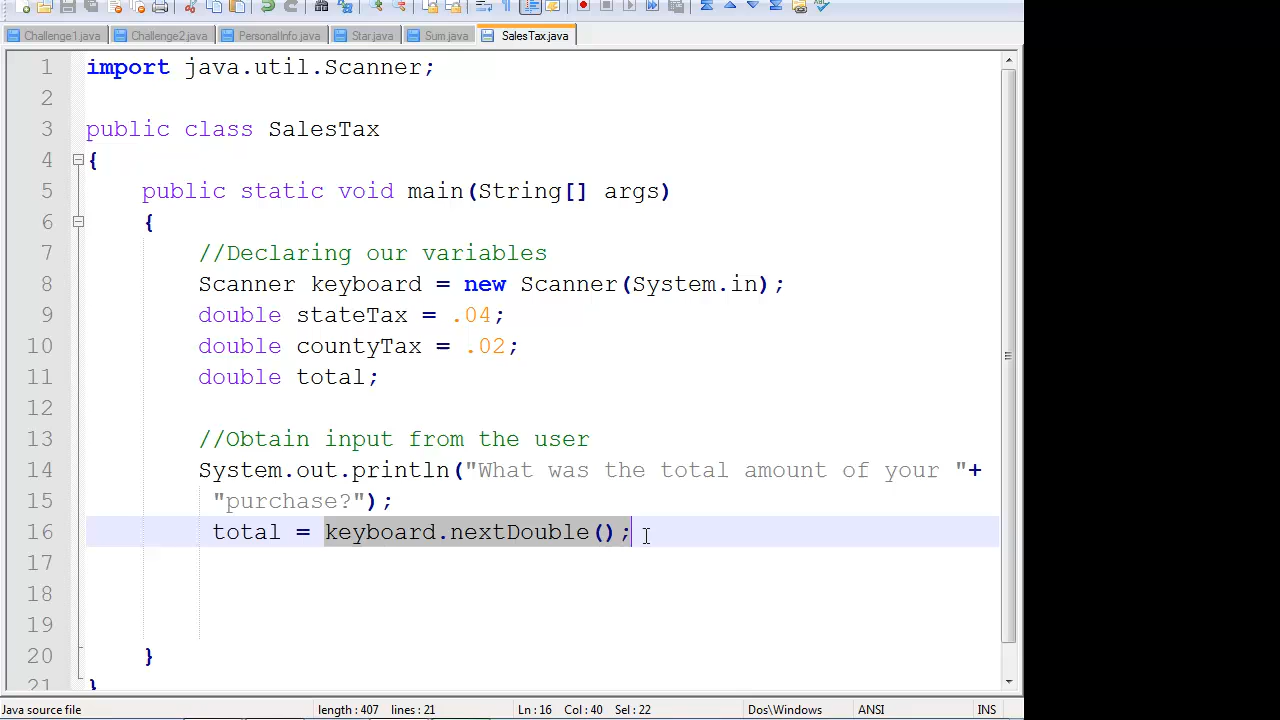 Challenge1.java Challenge2.java PersonalInfo.java Star.java Sum.java SalesTax.java
1 import java.util.Scanner;
2
3 public class SalesTax
4 {
5 public static void main(String[] args)
6 {
7 //Declaring our variables
8 Scanner keyboard = new Scanner(System.in);
9 double stateTax = .04;
10 double countyTax = .02;
11 double total;
12
13 //Obtain input from the user
14 System.out.println("What was the total amount of your "+
15 "purchase?");
16 total = keyboard.nextDouble();
17
18
19
20 }
21 }
Java source file length : 407 lines : 21 Ln : 16 Col : 40 Sel : 22 Dos\Windows ANSI INS